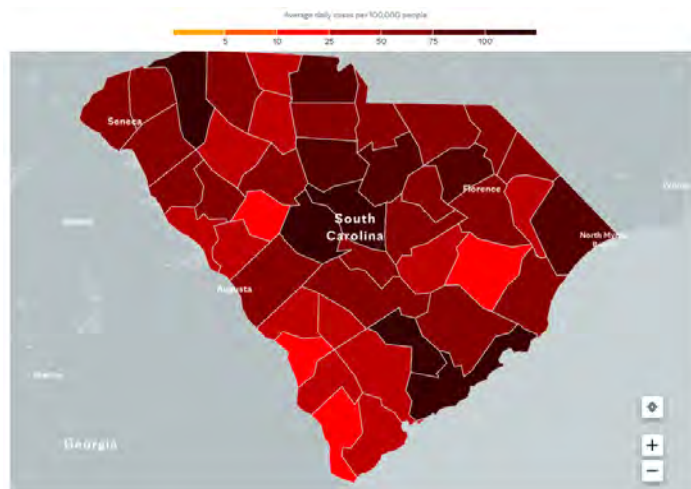 Average daily cases per 100,000 people
5 10 25 50 75 100
Seneca
Florence
South
Carolina
North
Augusta
Georgia
+
−